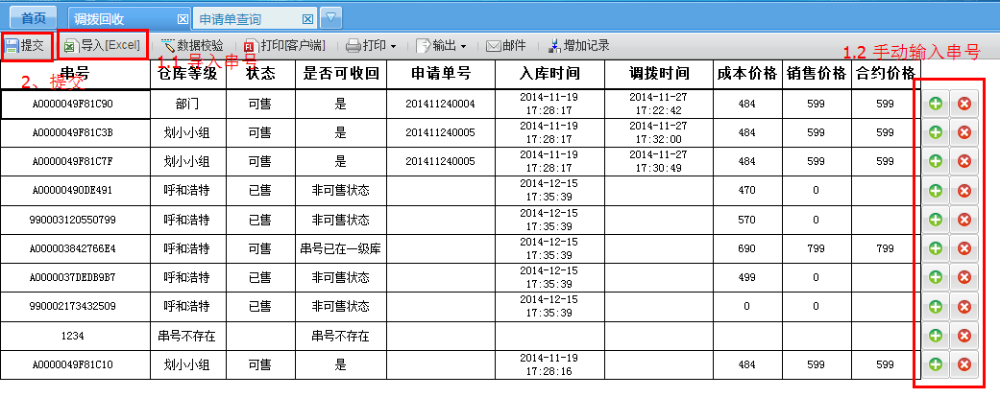 首页 调拨回收 申请单查询
提交 导入[Excel] 数据校验 打印[客户端] 打印 输出 邮件 增加记录
1.1 导入串号
1.2 手动输入串号
2、提交
串号 仓库等级 状态 是否可收回 申请单号 入库时间 调拨时间 成本价格 销售价格 合约价格
A0000049F81C90 部门 可售 是 201411240004 2014-11-19 17:28:17 2014-11-27 17:22:42 484 599 599
A0000049F81C3B 划小小组 可售 是 201411240005 2014-11-19 17:28:17 2014-11-27 17:32:00 484 599 599
A0000049F81C7F 划小小组 可售 是 201411240005 2014-11-19 17:28:17 2014-11-27 17:30:49 484 599 599
A00000490DE491 呼和浩特 已售 非可售状态 2014-12-15 17:35:39 470 0
990003120550799 呼和浩特 已售 非可售状态 2014-12-15 17:35:39 570 0
A000003842766E4 呼和浩特 可售 串号已在一级库 2014-12-15 17:35:39 690 799 799
A0000037DEDB9B7 呼和浩特 已售 非可售状态 2014-12-15 17:35:39 499 0
990002173432509 呼和浩特 已售 非可售状态 2014-12-15 17:35:39 0 0
1234 串号不存在 串号不存在
A0000049F81C10 划小小组 可售 是 2014-11-19 17:28:16 484 599 599